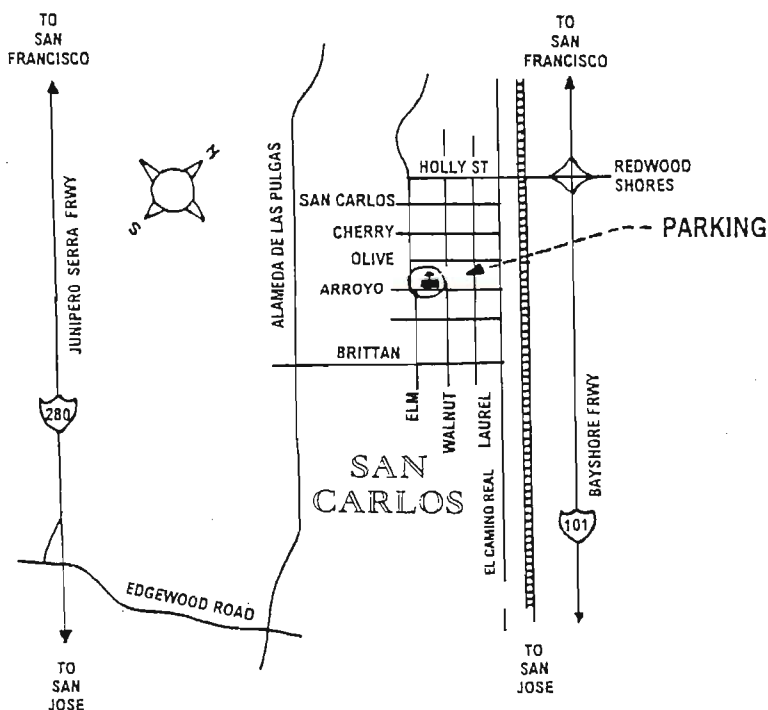 TO
SAN
FRANCISCO
TO
SAN
FRANCISCO
JUNIPERO SERRA FRWY
N
S
ALAMEDA DE LAS PULGAS
HOLLY ST
REDWOOD
SHORES
SAN CARLOS
CHERRY
PARKING
OLIVE
ARROYO
BRITTAN
280
ELM
WALNUT
LAUREL
SAN
CARLOS
EL CAMINO REAL
BAYSHORE FRWY
101
EDGEWOOD ROAD
TO
SAN
JOSE
TO
SAN
JOSE